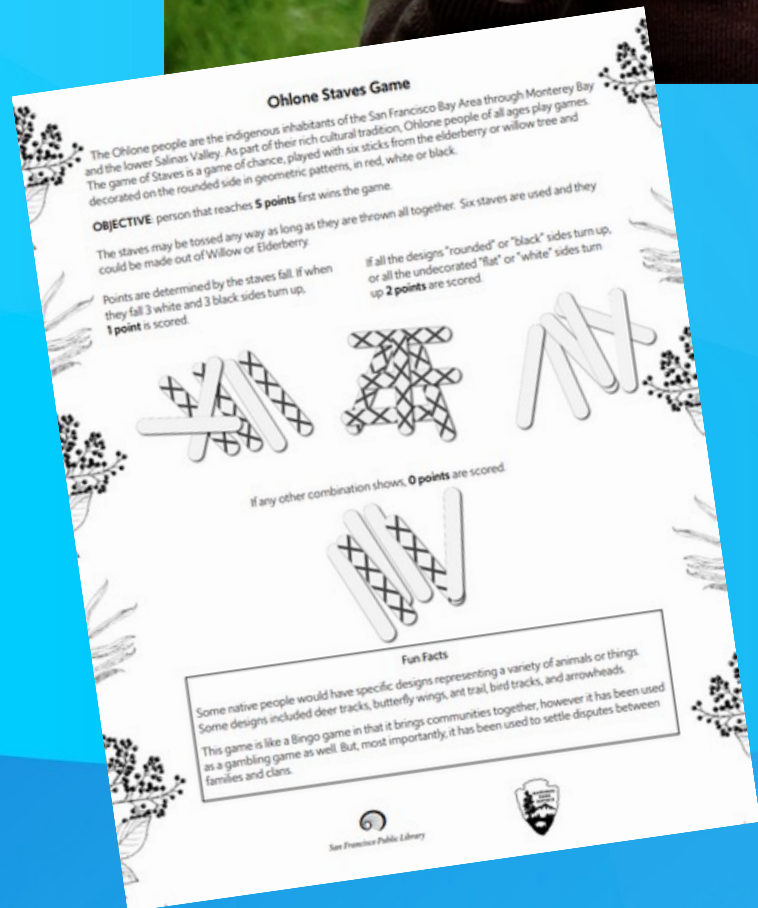 Ohlone Staves Game
The Ohlone people are the indigenous inhabitants of the San Francisco Bay Area through Monterey Bay
and the lower Salinas Valley. As part of their rich cultural tradition, Ohlone people of all ages play games.
The game of Staves is a game of chance, played with six sticks from the elderberry or willow tree and
decorated on the rounded side in geometric patterns, in red, white or black.
OBJECTIVE: person that reaches 5 points first wins the game.
The staves may be tossed any way as long as they are thrown all together. Six staves are used and they
could be made out of Willow or Elderberry.
Points are determined by the staves fall. If when
they fall 3 white and 3 black sides turn up,
1 point is scored.
If all the designs "rounded" or "black" sides turn up,
or all the undecorated "flat" or "white" sides turn
up 2 points are scored.
If any other combination shows, 0 points are scored.
Fun Facts
Some native people would have specific designs representing a variety of animals or things.
Some designs included deer tracks, butterfly wings, ant trail, bird tracks, and arrowheads.
This game is like a Bingo game in that it brings communities together, however it has been used
as a gambling game as well. But, most importantly, it has been used to settle disputes between
families and clans.
San Francisco Public Library
NATIONAL
PARK
SERVICE